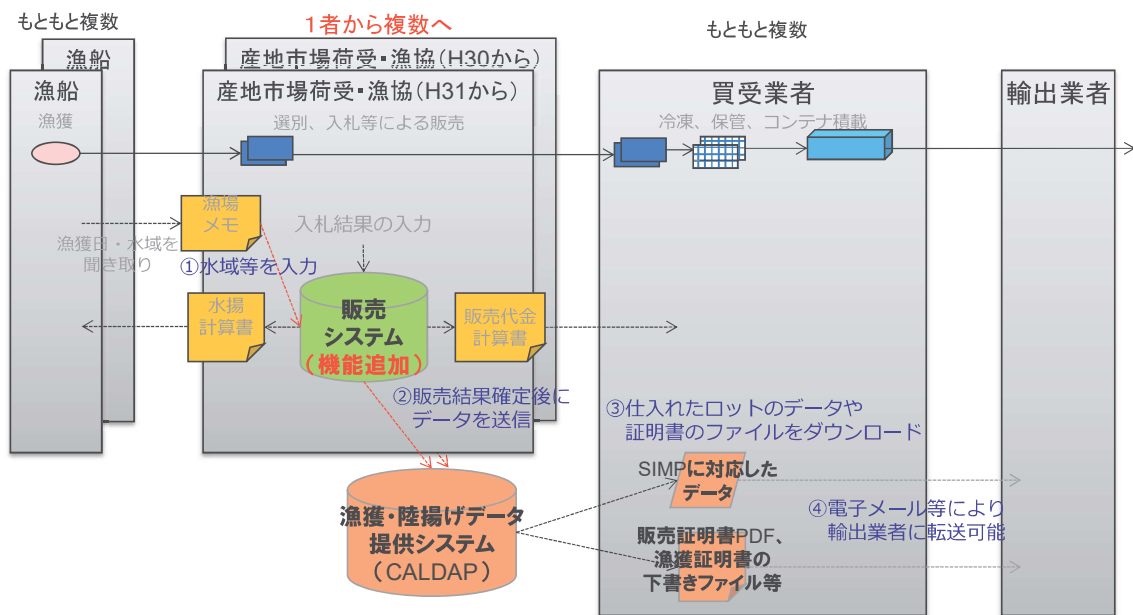 もともと複数
1者から複数へ
もともと複数
漁船
産地市場荷受・漁協(H30から)
漁船
産地市場荷受・漁協(H31から)
買受業者
輸出業者
漁獲
選別、入札等による販売
冷凍、保管、コンテナ積載
漁場
メモ
入札結果の入力
漁獲日・水域を
聞き取り
①水域等を入力
水揚
計算書
販売
システム
(機能追加)
販売代金
計算書
②販売結果確定後に
データを送信
③仕入れたロットのデータや
証明書のファイルをダウンロード
SIMPに対応した
データ
④電子メール等により
輸出業者に転送可能
漁獲・陸揚げデータ
提供システム
(CALDAP)
販売証明書PDF、
漁獲証明書の
下書きファイル等